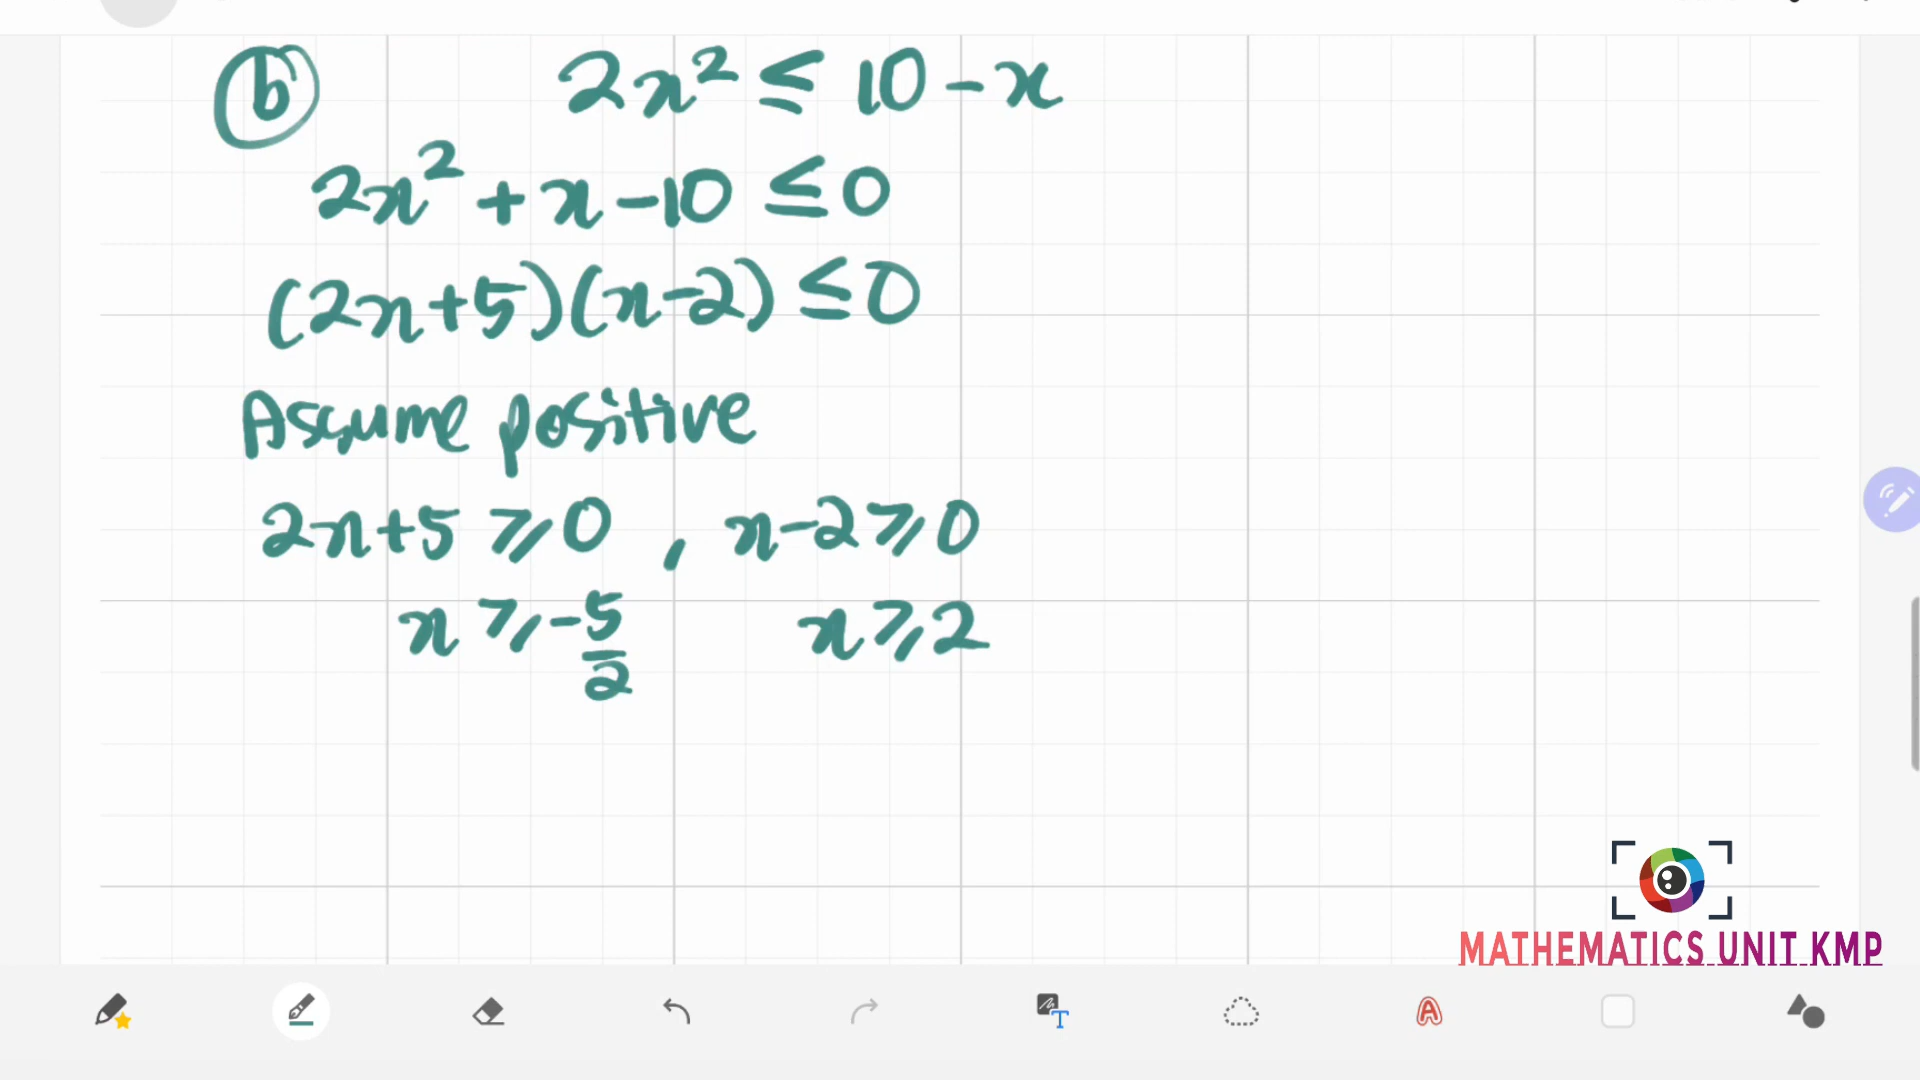 b 2x² ≤ 10 - x
2x² + x - 10 ≤ 0
(2x+5)(x-2) ≤ 0
Assume positive
2x+5 ≥ 0 , x-2 ≥ 0
x ≥ -5/2 x ≥ 2
MATHEMATICS UNIT KMP